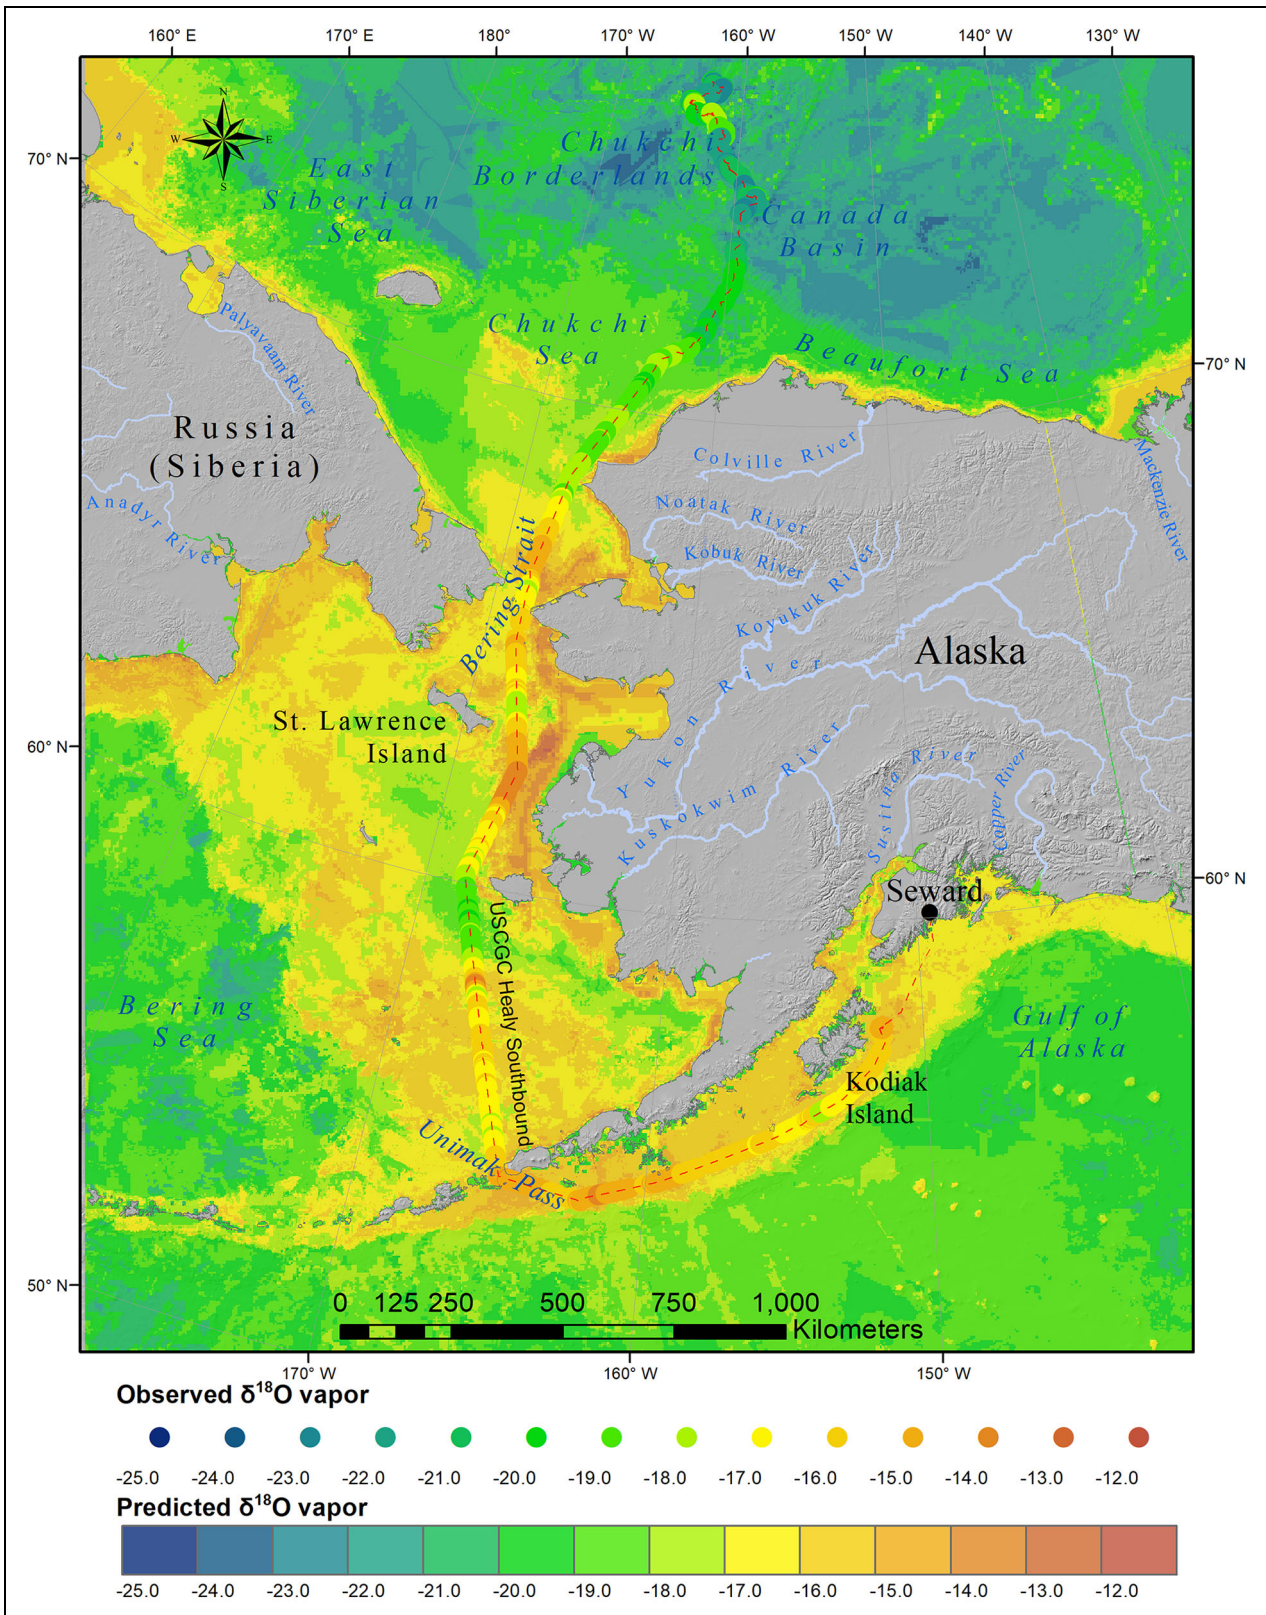 160° E 170° E 180° 170° W 160° W 150° W 140° W 130° W
N
W E
S
70° N
Chukchi
Borderlands
East
Siberian
Sea
Canada
Basin
Palyavaam River
Chukchi
Sea
Beaufort Sea
70° N
Russia
(Siberia)
Colville River
Mackenzie River
Anadyr River
Noatak River
Kobuk River
Koyukuk River
Bering Strait
Alaska
Yukon River
St. Lawrence
Island
60° N
Kuskokwim River
Susitna River
Copper River
60° N
Seward
USCGC Healy Southbound
Bering
Sea
Gulf of
Alaska
Kodiak
Island
Unimak Pass
50° N
0 125 250 500 750 1,000
Kilometers
170° W 160° W 150° W
Observed δ18O vapor
-25.0 -24.0 -23.0 -22.0 -21.0 -20.0 -19.0 -18.0 -17.0 -16.0 -15.0 -14.0 -13.0 -12.0
Predicted δ18O vapor
-25.0 -24.0 -23.0 -22.0 -21.0 -20.0 -19.0 -18.0 -17.0 -16.0 -15.0 -14.0 -13.0 -12.0